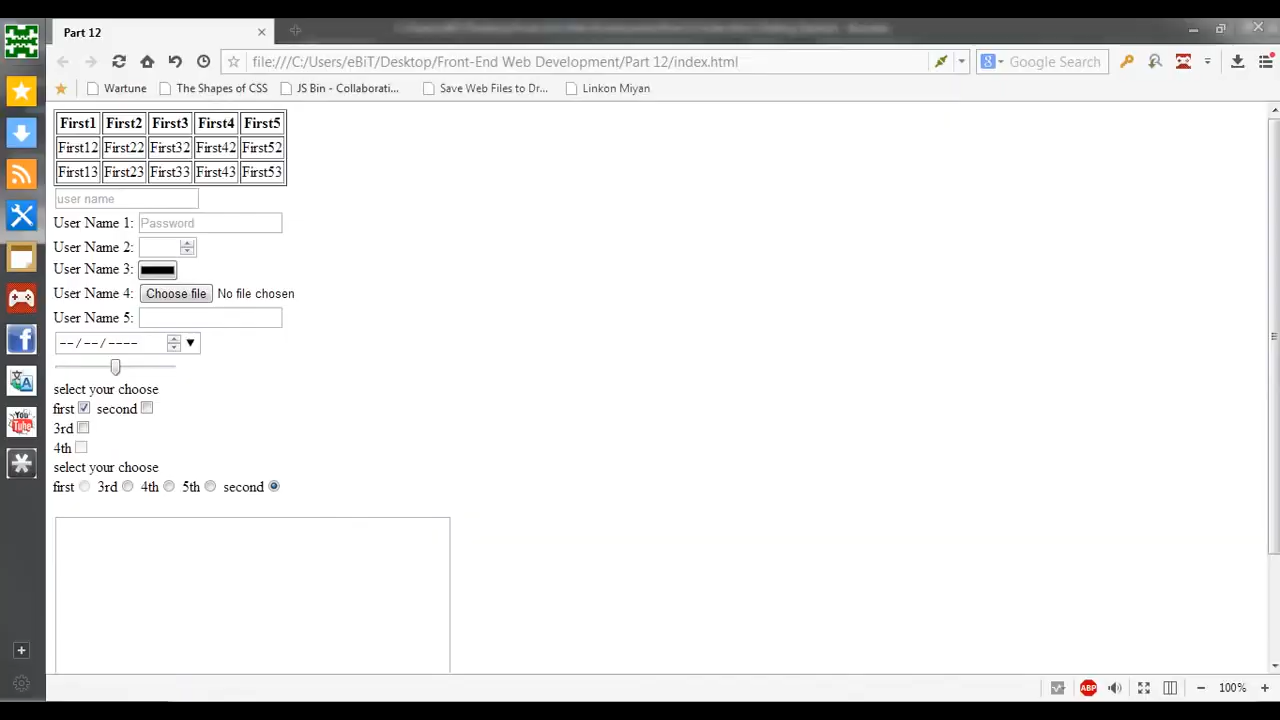 Part 12
file:///C:/Users/eBiT/Desktop/Front-End Web Development/Part 12/index.html
Google Search
Wartune The Shapes of CSS JS Bin - Collaborati... Save Web Files to Dr... Linkon Miyan
First1 First2 First3 First4 First5
First12 First22 First32 First42 First52
First13 First23 First33 First43 First53
user name
User Name 1: Password
User Name 2:
User Name 3:
User Name 4: Choose file No file chosen
User Name 5:
--/--/----
select your choose
first second
3rd
4th
select your choose
first 3rd 4th 5th second
You
Tube
ABP
100%